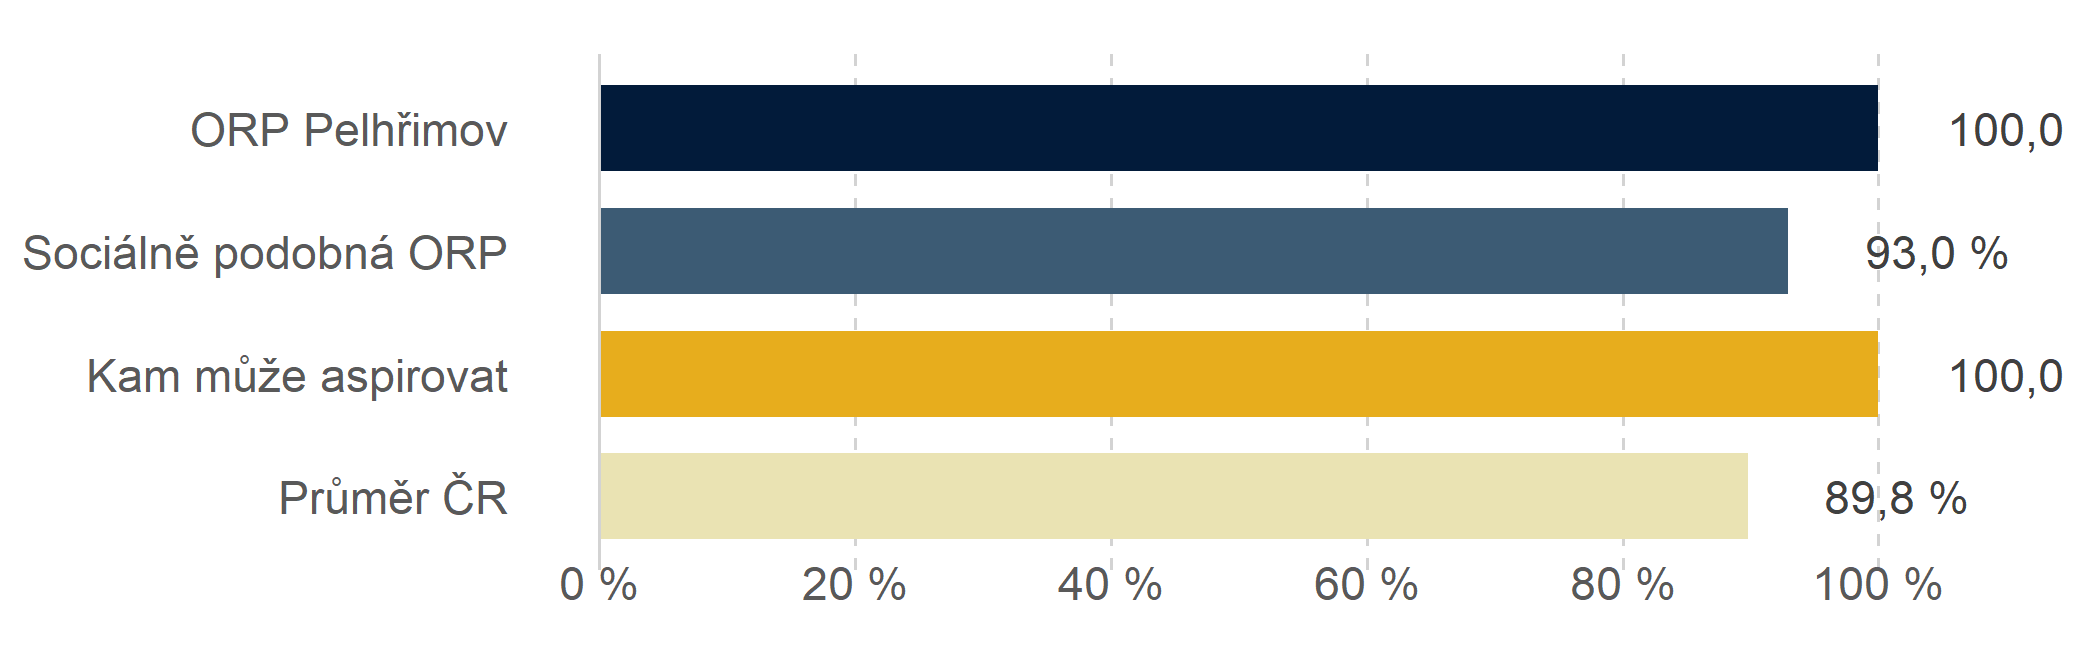 ORP Pelhřimov 100,0
Sociálně podobná ORP 93,0 %
Kam může aspirovat 100,0
Průměr ČR 89,8 %
0 % 20 % 40 % 60 % 80 % 100 %